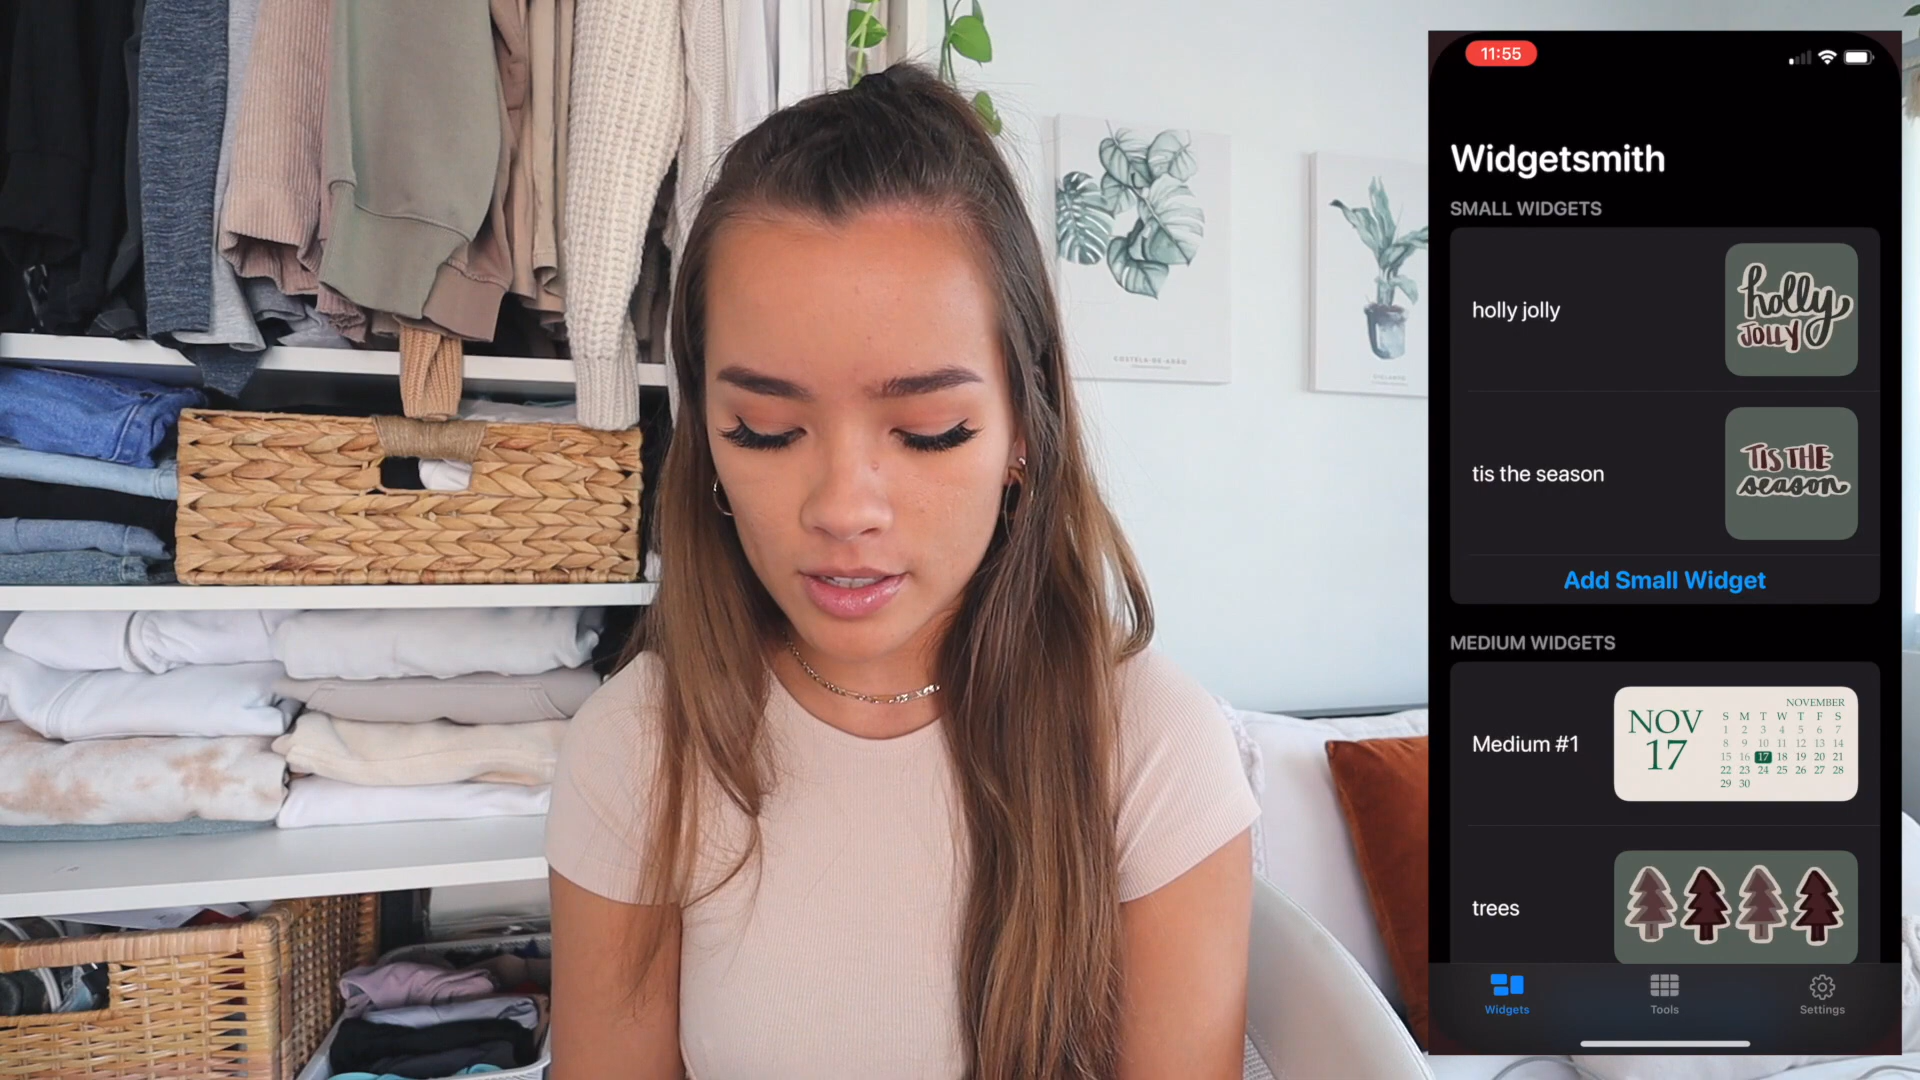 COSTELA-DE-ADÃO
11:55
Widgetsmith
SMALL WIDGETS
holly jolly
holly
JOLLY
tis the season
TIS THE
season
Add Small Widget
MEDIUM WIDGETS
Medium #1
NOV
17
NOVEMBER
S M T W T F S
1 2 3 4 5 6 7
8 9 10 11 12 13 14
15 16 17 18 19 20 21
22 23 24 25 26 27 28
29 30
trees
Widgets
Tools
Settings